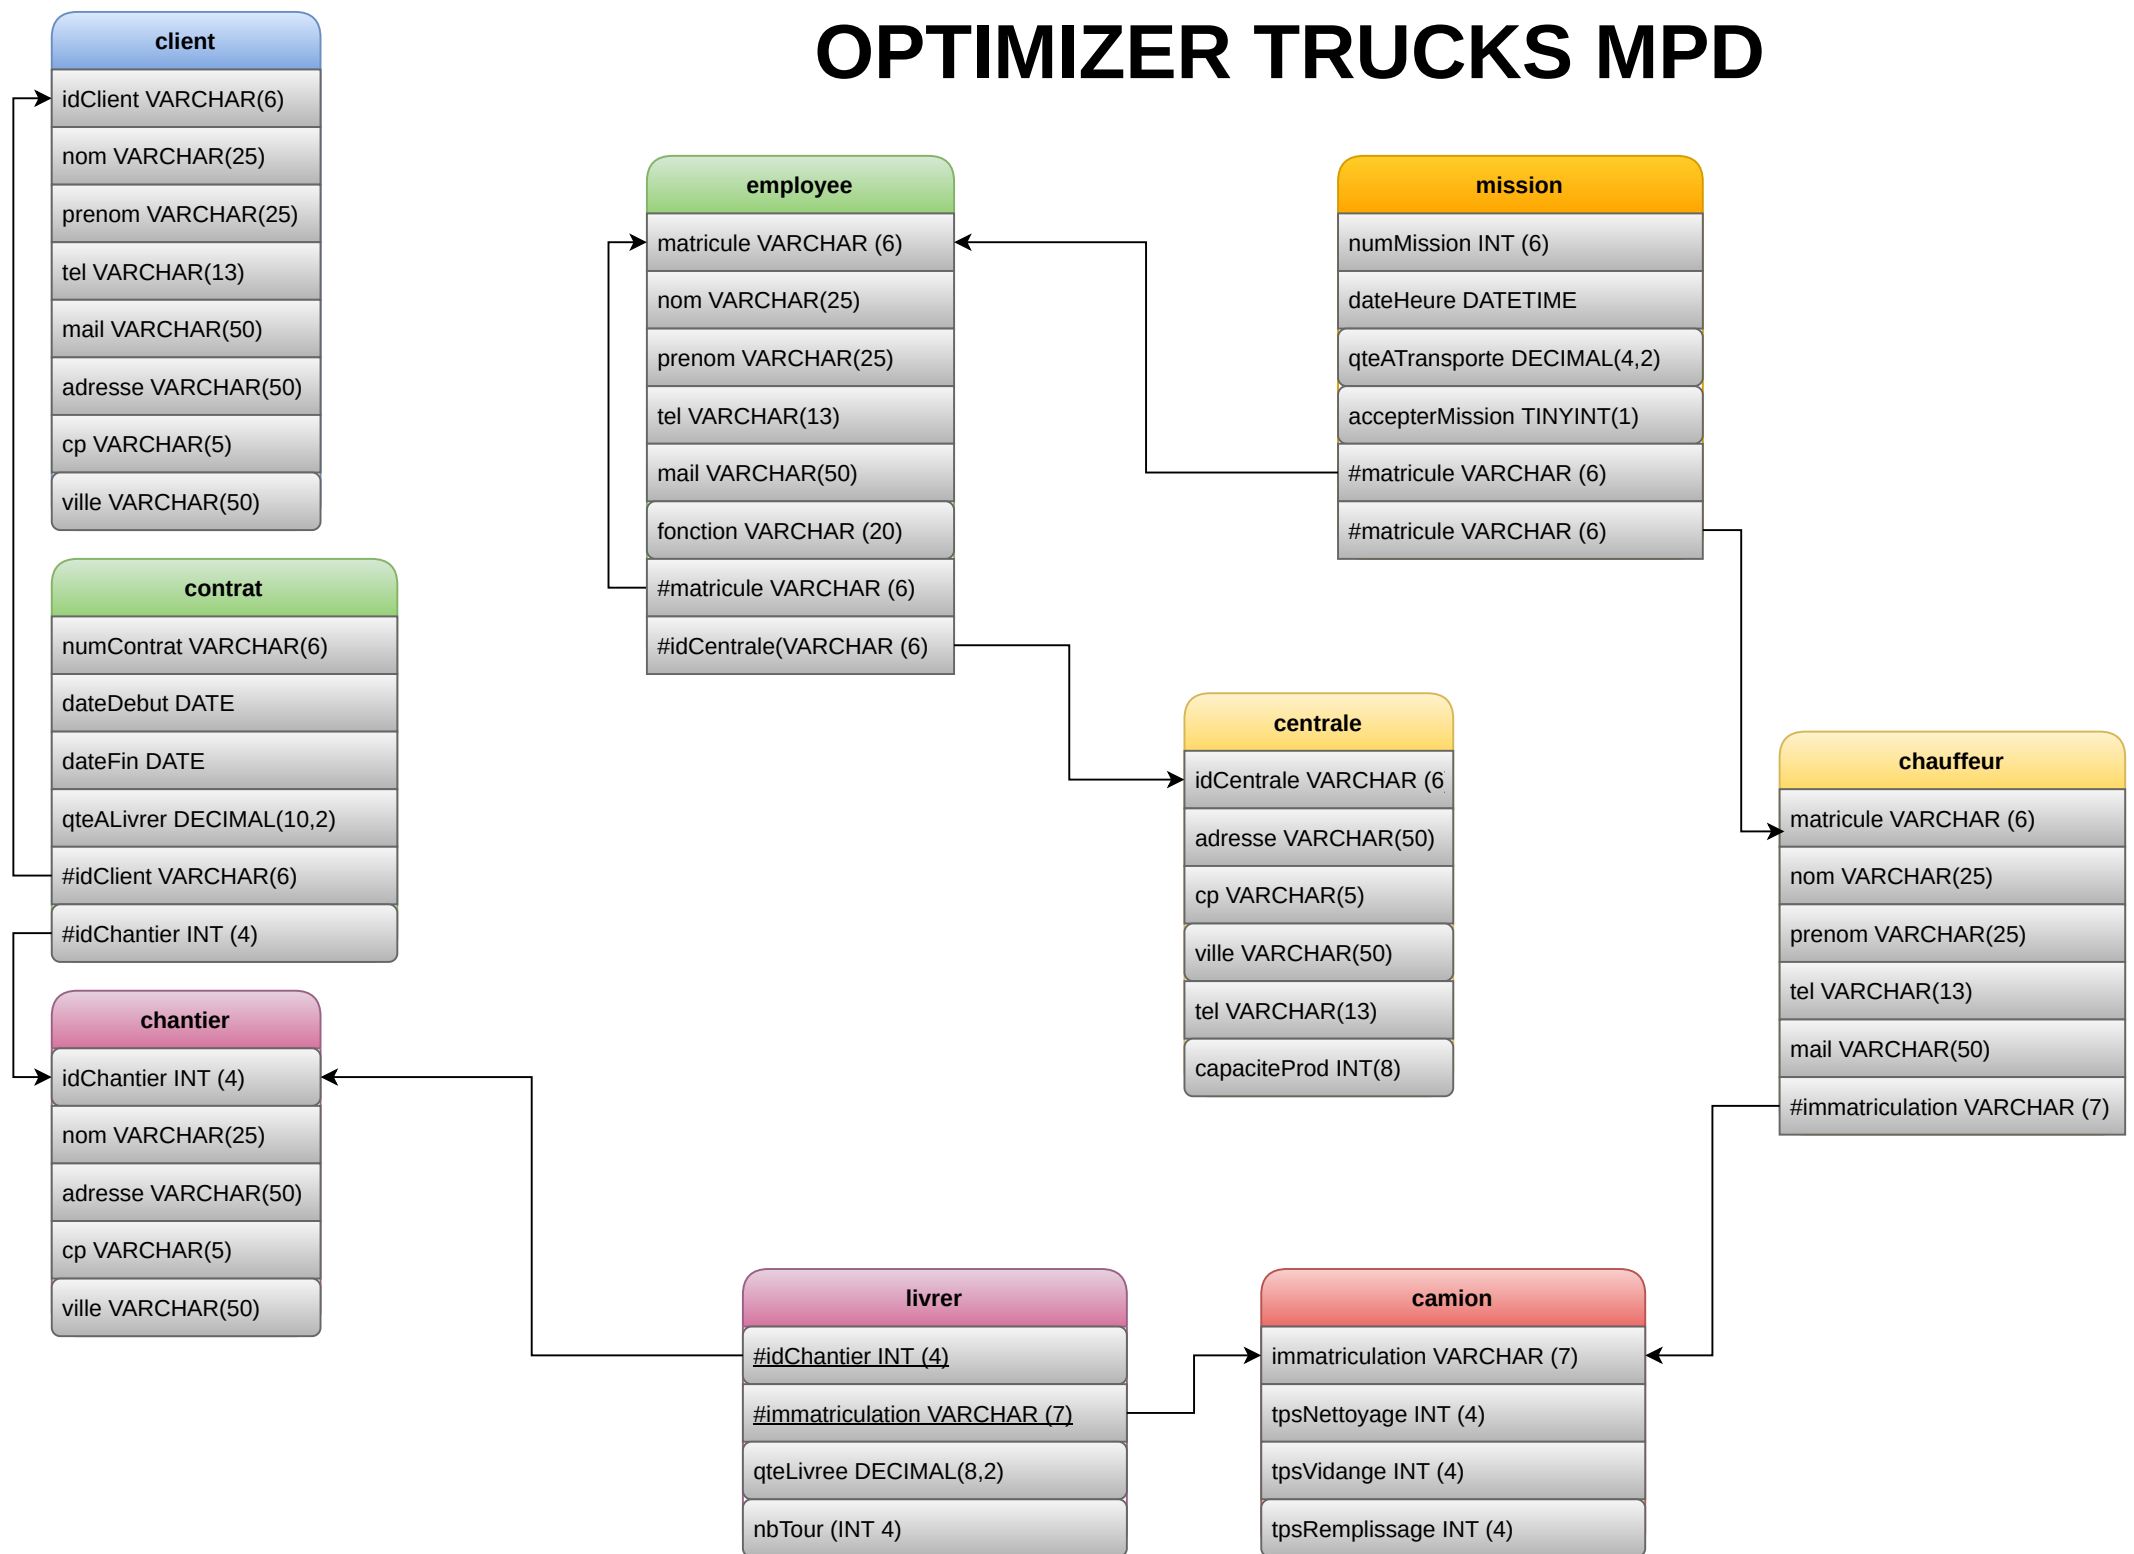 OPTIMIZER TRUCKS MPD
client
idClient VARCHAR(6)
nom VARCHAR(25)
prenom VARCHAR(25)
tel VARCHAR(13)
mail VARCHAR(50)
adresse VARCHAR(50)
cp VARCHAR(5)
ville VARCHAR(50)
contrat
numContrat VARCHAR(6)
dateDebut DATE
dateFin DATE
qteALivrer DECIMAL(10,2)
#idClient VARCHAR(6)
#idChantier INT (4)
chantier
idChantier INT (4)
nom VARCHAR(25)
adresse VARCHAR(50)
cp VARCHAR(5)
ville VARCHAR(50)
employee
matricule VARCHAR (6)
nom VARCHAR(25)
prenom VARCHAR(25)
tel VARCHAR(13)
mail VARCHAR(50)
fonction VARCHAR (20)
#matricule VARCHAR (6)
#idCentrale(VARCHAR (6)
mission
numMission INT (6)
dateHeure DATETIME
qteATransporte DECIMAL(4,2)
accepterMission TINYINT(1)
#matricule VARCHAR (6)
#matricule VARCHAR (6)
centrale
idCentrale VARCHAR (6)
adresse VARCHAR(50)
cp VARCHAR(5)
ville VARCHAR(50)
tel VARCHAR(13)
capaciteProd INT(8)
chauffeur
matricule VARCHAR (6)
nom VARCHAR(25)
prenom VARCHAR(25)
tel VARCHAR(13)
mail VARCHAR(50)
#immatriculation VARCHAR (7)
livrer
#idChantier INT (4)
#immatriculation VARCHAR (7)
qteLivree DECIMAL(8,2)
nbTour (INT 4)
camion
immatriculation VARCHAR (7)
tpsNettoyage INT (4)
tpsVidange INT (4)
tpsRemplissage INT (4)